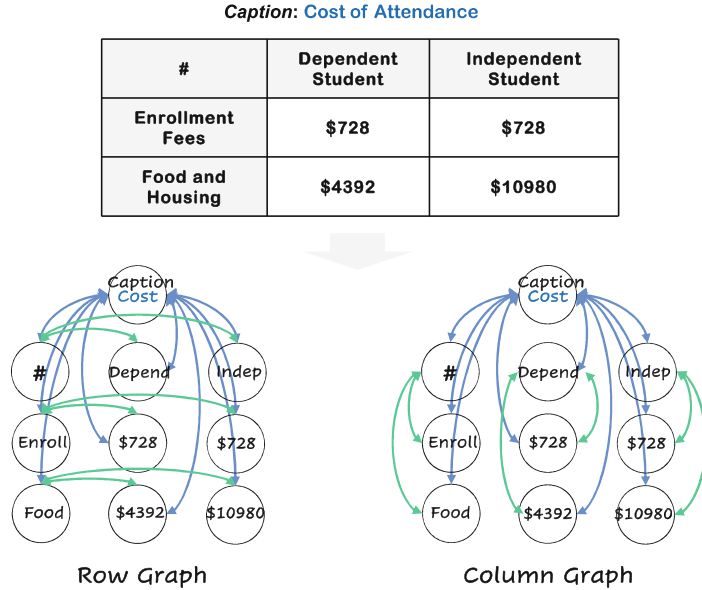 Caption: Cost of Attendance
# Dependent Student Independent Student
Enrollment Fees $728 $728
Food and Housing $4392 $10980
Caption Cost Caption Cost
# Depend Indep # Depend Indep
Enroll $728 $728 Enroll $728 $728
Food $4392 $10980 Food $4392 $10980
Row Graph Column Graph